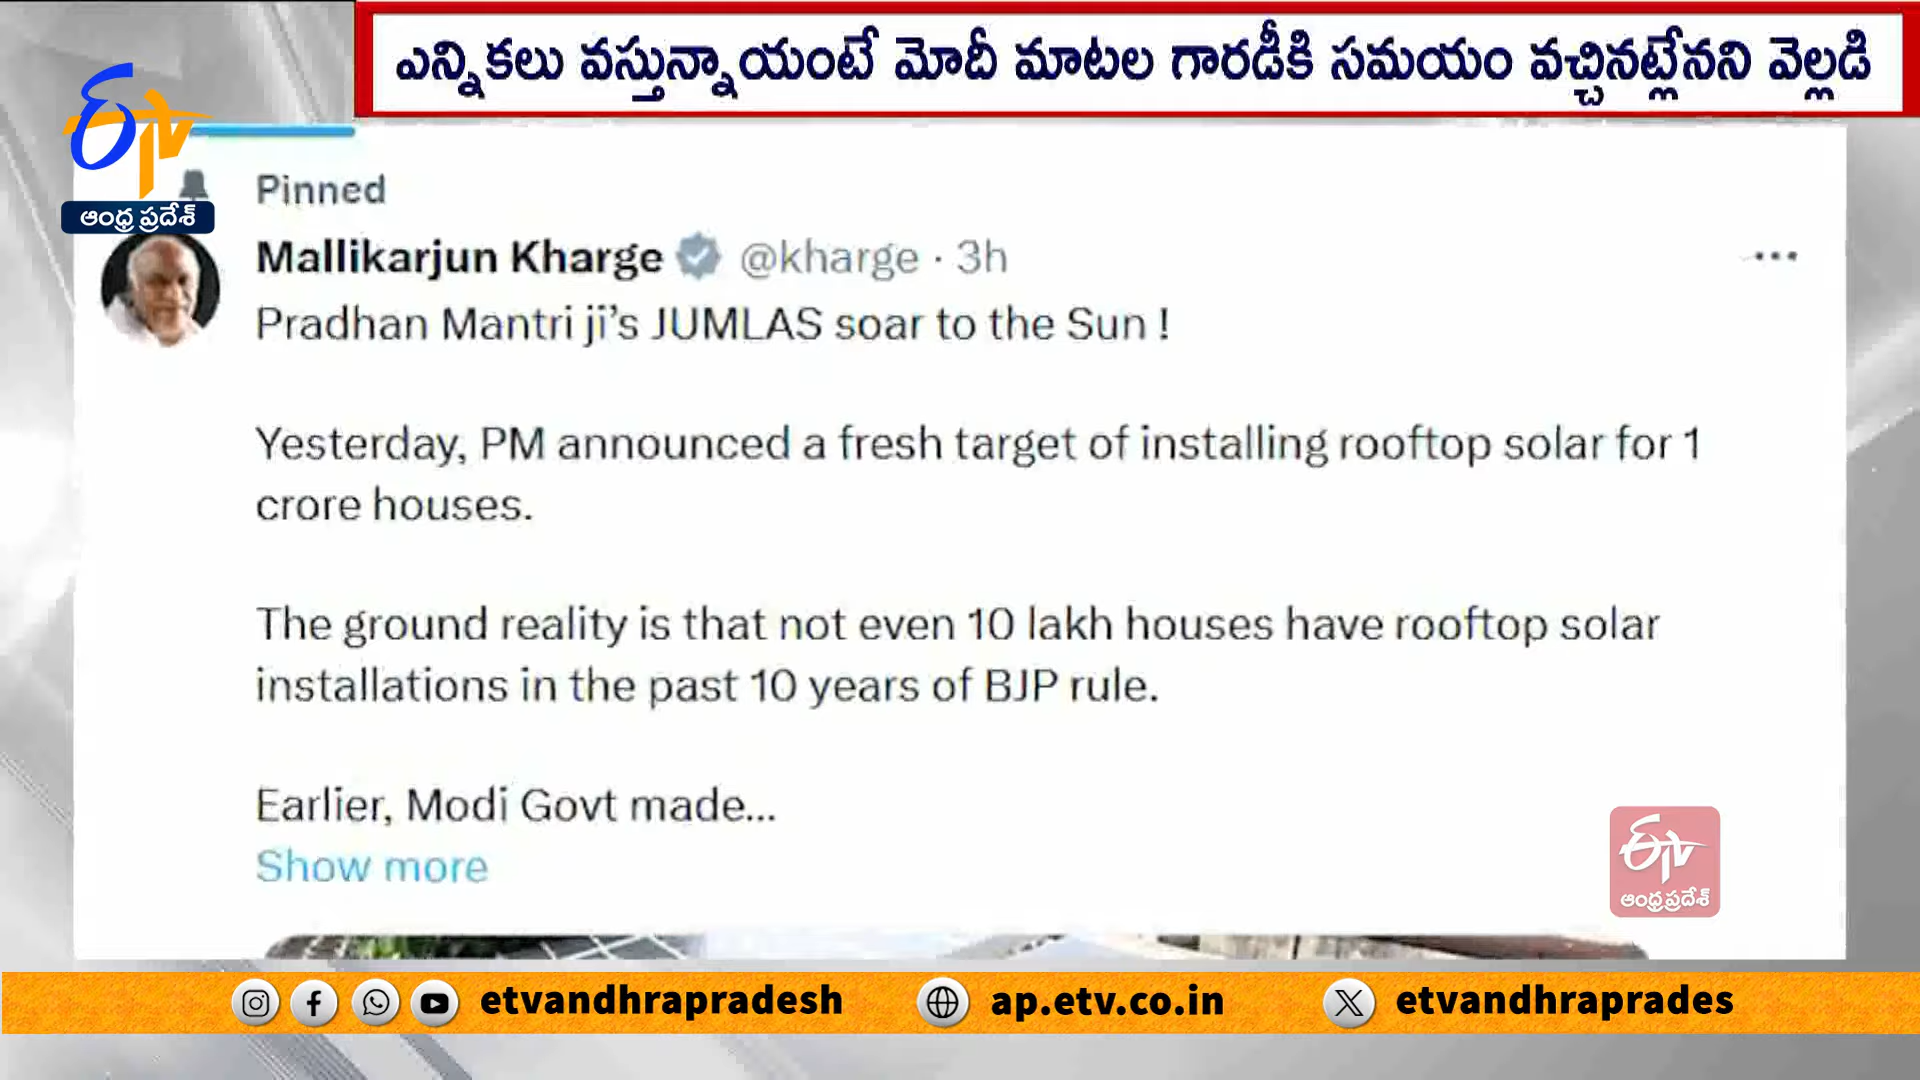 ఎన్నికలు వస్తున్నాయంటే మోదీ మాటల గారడీకి సమయం వచ్చినట్లేనని వెల్లడి
ETV
ఆంధ్ర ప్రదేశ్
Pinned
Mallikarjun Kharge @kharge · 3h
Pradhan Mantri ji's JUMLAS soar to the Sun !
Yesterday, PM announced a fresh target of installing rooftop solar for 1
crore houses.
The ground reality is that not even 10 lakh houses have rooftop solar
installations in the past 10 years of BJP rule.
Earlier, Modi Govt made...
Show more
ETV
ఆంధ్రప్రదేశ్
etvandhrapradesh ap.etv.co.in etvandhraprades